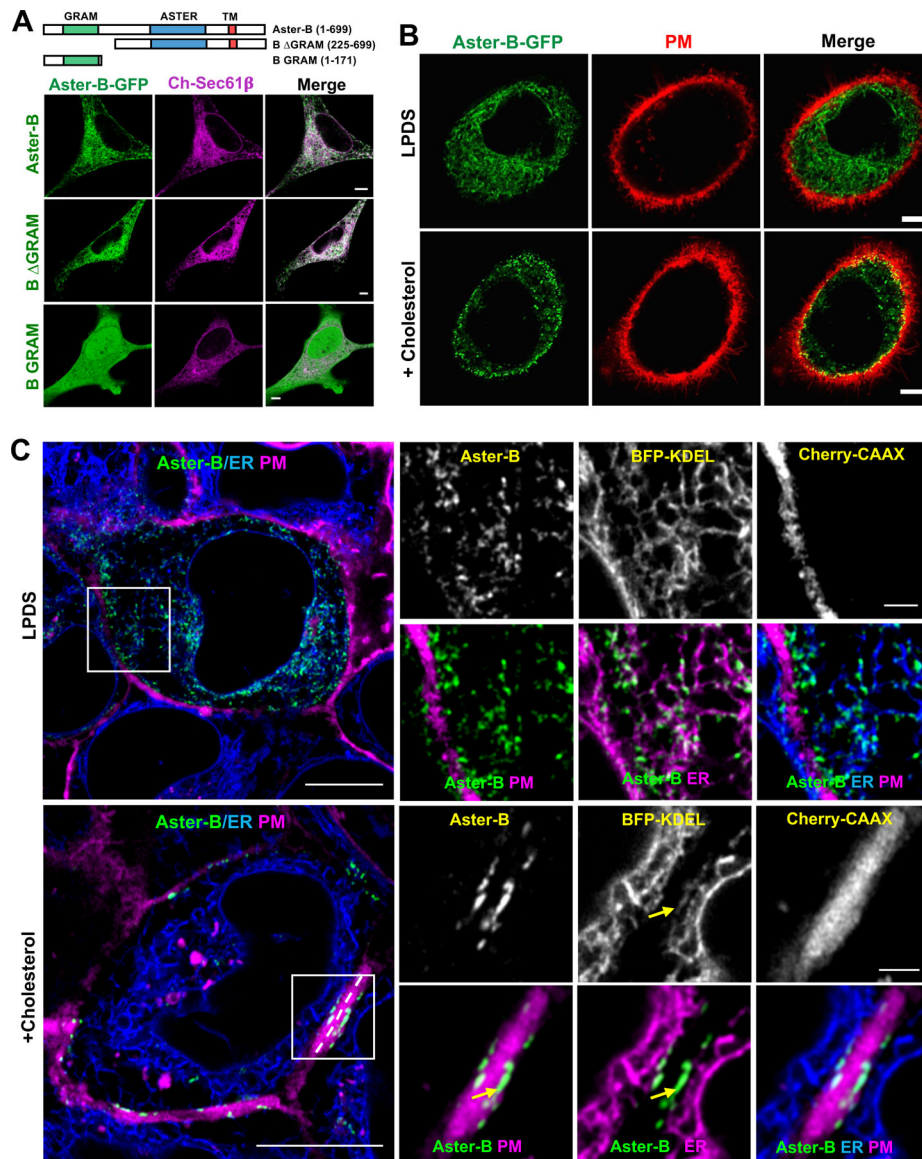 A
GRAM ASTER TM
Aster-B (1-699)
B ΔGRAM (225-699)
B GRAM (1-171)
Aster-B-GFP Ch-Sec61β Merge
Aster-B
B ΔGRAM
B GRAM
B
Aster-B-GFP PM Merge
LPDS
+ Cholesterol
C
LPDS
Aster-B/ER PM
Aster-B BFP-KDEL Cherry-CAAX
Aster-B PM Aster-B ER Aster-B ER PM
+Cholesterol
Aster-B/ER PM
Aster-B BFP-KDEL Cherry-CAAX
Aster-B PM Aster-B ER Aster-B ER PM